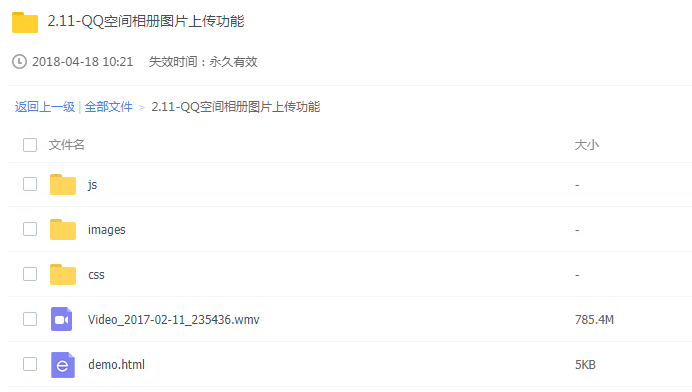 2.11-QQ空间相册图片上传功能
2018-04-18 10:21 失效时间：永久有效
返回上一级 | 全部文件 > 2.11-QQ空间相册图片上传功能
文件名 大小
js -
images -
css -
Video_2017-02-11_235436.wmv 785.4M
demo.html 5KB